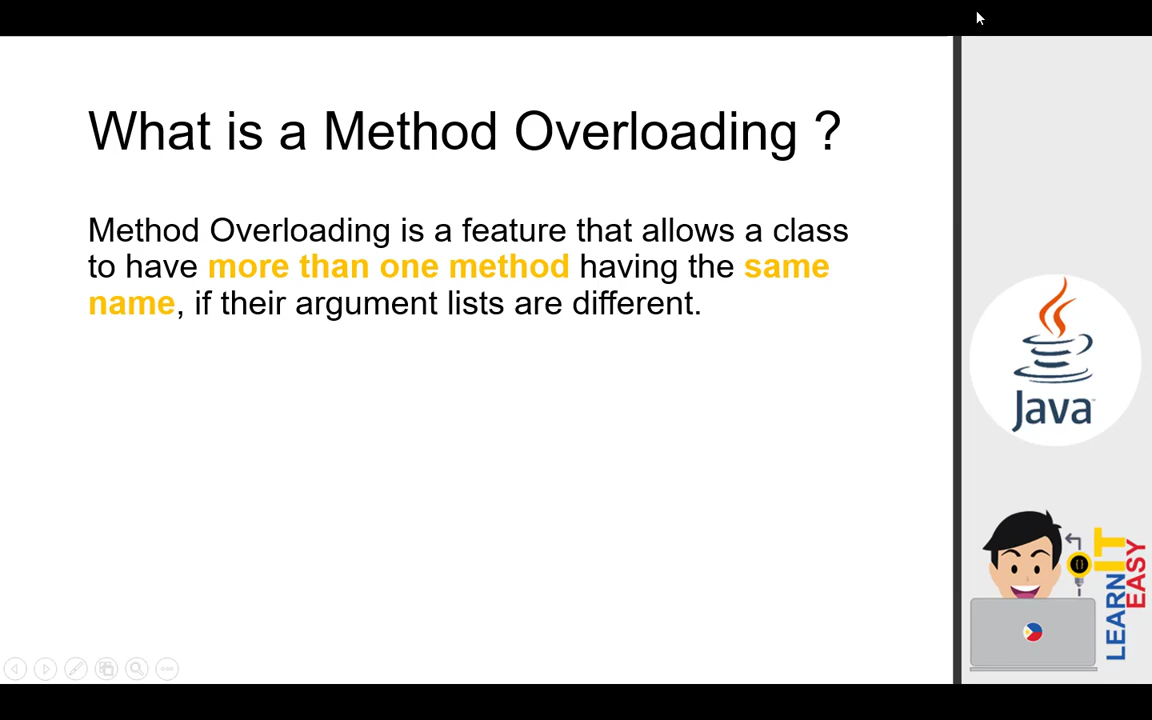 What is a Method Overloading ?
Method Overloading is a feature that allows a class
to have more than one method having the same
name, if their argument lists are different.
Java
LEARN IT
EASY